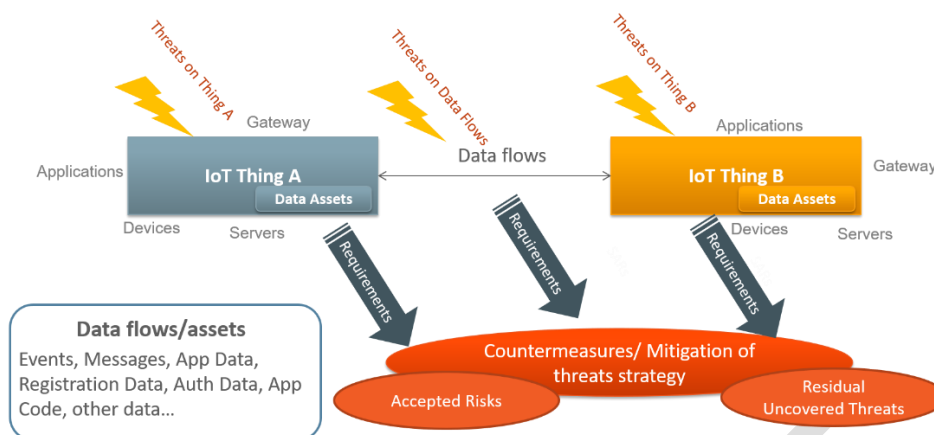 Threats on Thing A
Threats on Data Flows
Threats on Thing B
Gateway
Applications
Applications
IoT Thing A
Data Assets
Data flows
IoT Thing B
Data Assets
Gateway
Devices
Servers
Devices
Servers
Requirements
Requirements
Requirements
Data flows/assets
Events, Messages, App Data,
Registration Data, Auth Data, App
Code, other data...
Countermeasures/ Mitigation of
threats strategy
Accepted Risks
Residual
Uncovered Threats